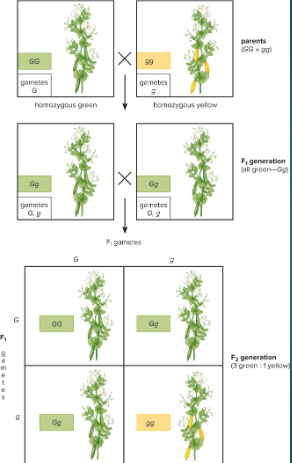 GG
gametes
G
gg
gametes
g
parents
(GG × gg)
homozygous green
homozygous yellow
Gg
gametes
G, g
Gg
gametes
G, g
F₁ generation
(all green—Gg)
F₁ gametes
G
g
G
GG
Gg
F₁
gametes
F₂ generation
(3 green : 1 yellow)
g
Gg
gg